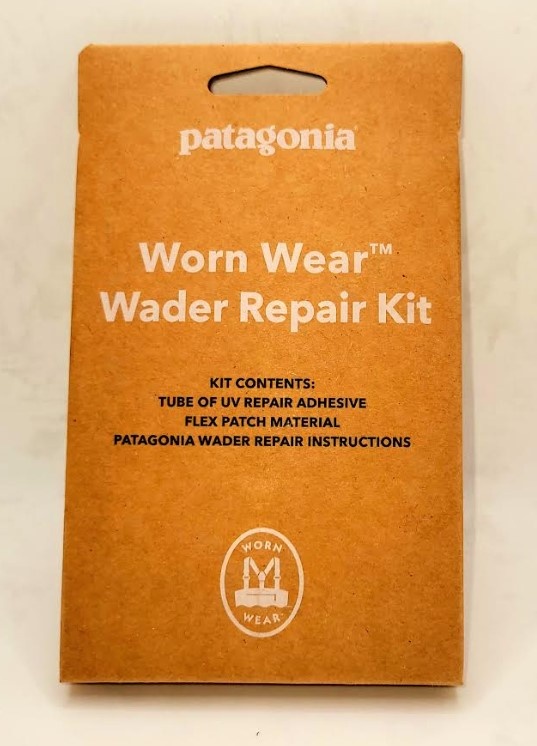 patagonia
Worn Wear™
Wader Repair Kit
KIT CONTENTS:
TUBE OF UV REPAIR ADHESIVE
FLEX PATCH MATERIAL
PATAGONIA WADER REPAIR INSTRUCTIONS
WORN
WEAR™